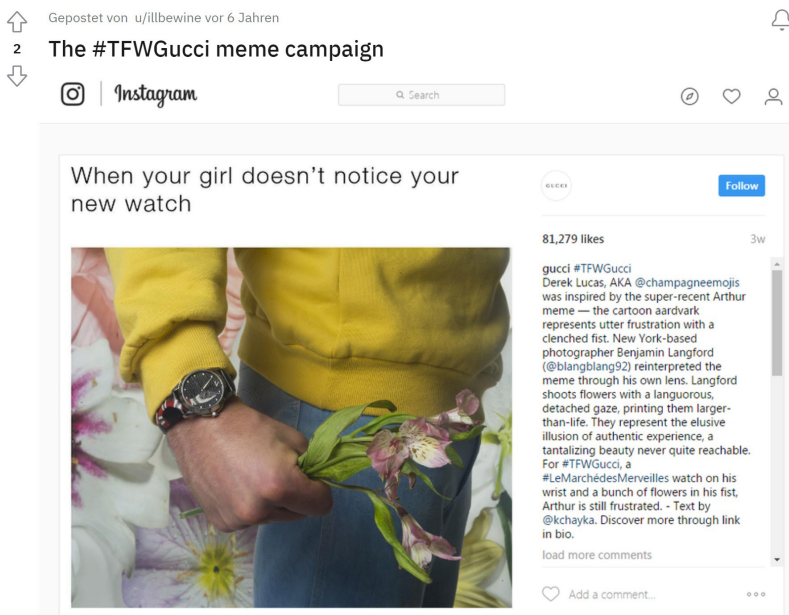 Gepostet von u/illbewine vor 6 Jahren
2
The #TFWGucci meme campaign
Instagram
Search
When your girl doesn't notice your
new watch
GUCCI
Follow
81,279 likes
3w
gucci #TFWGucci
Derek Lucas, AKA @champagneemojis
was inspired by the super-recent Arthur
meme — the cartoon aardvark
represents utter frustration with a
clenched fist. New York-based
photographer Benjamin Langford
(@blangblang92) reinterpreted the
meme through his own lens. Langford
shoots flowers with a languorous,
detached gaze, printing them larger-
than-life. They represent the elusive
illusion of authentic experience, a
tantalizing beauty never quite reachable.
For #TFWGucci, a
#LeMarchédesMerveilles watch on his
wrist and a bunch of flowers in his fist,
Arthur is still frustrated. - Text by
@kchayka. Discover more through link
in bio.
load more comments
Add a comment...